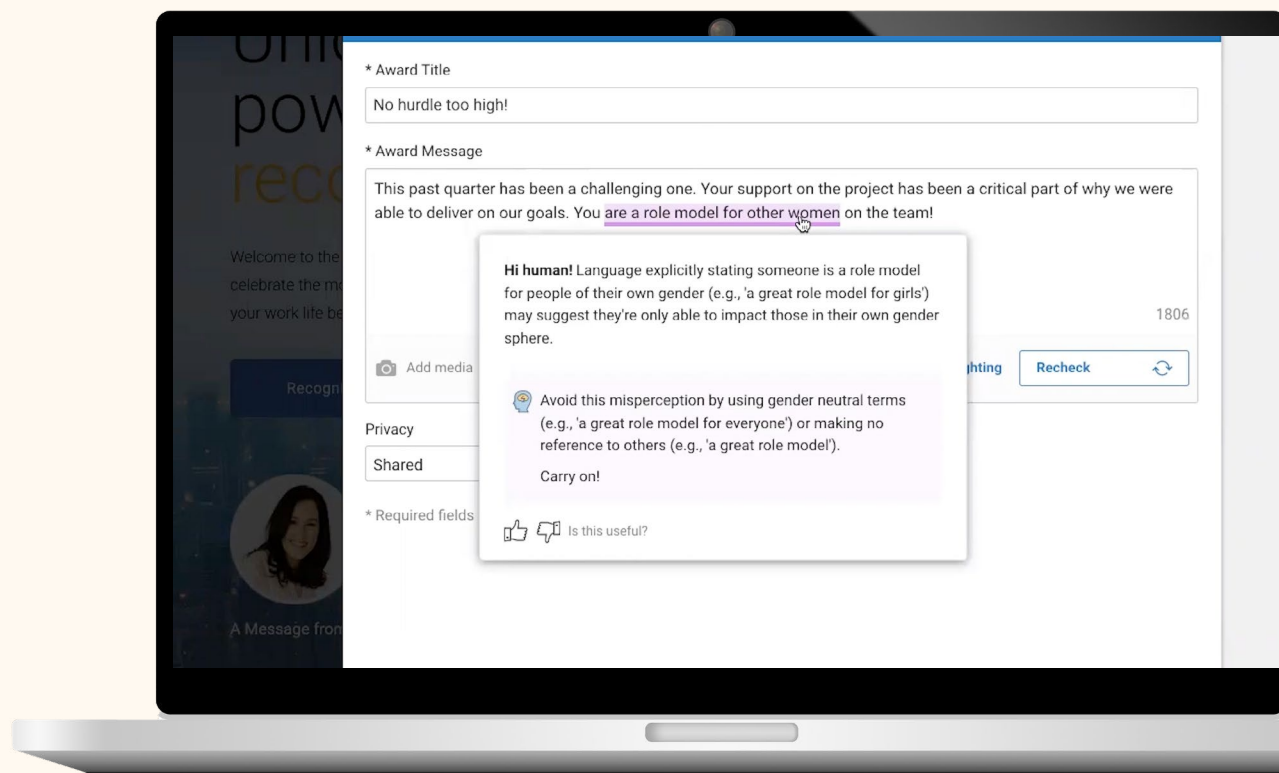 pow
reco
Welcome to the
celebrate the mo
your work life be
Recogni
A Message from
* Award Title
No hurdle too high!
* Award Message
This past quarter has been a challenging one. Your support on the project has been a critical part of why we were
able to deliver on our goals. You are a role model for other women on the team!
1806
Add media
ghting
Recheck
Hi human! Language explicitly stating someone is a role model
for people of their own gender (e.g., 'a great role model for girls')
may suggest they're only able to impact those in their own gender
sphere.
Avoid this misperception by using gender neutral terms
(e.g., 'a great role model for everyone') or making no
reference to others (e.g., 'a great role model').
Carry on!
Is this useful?
Privacy
Shared
* Required fields